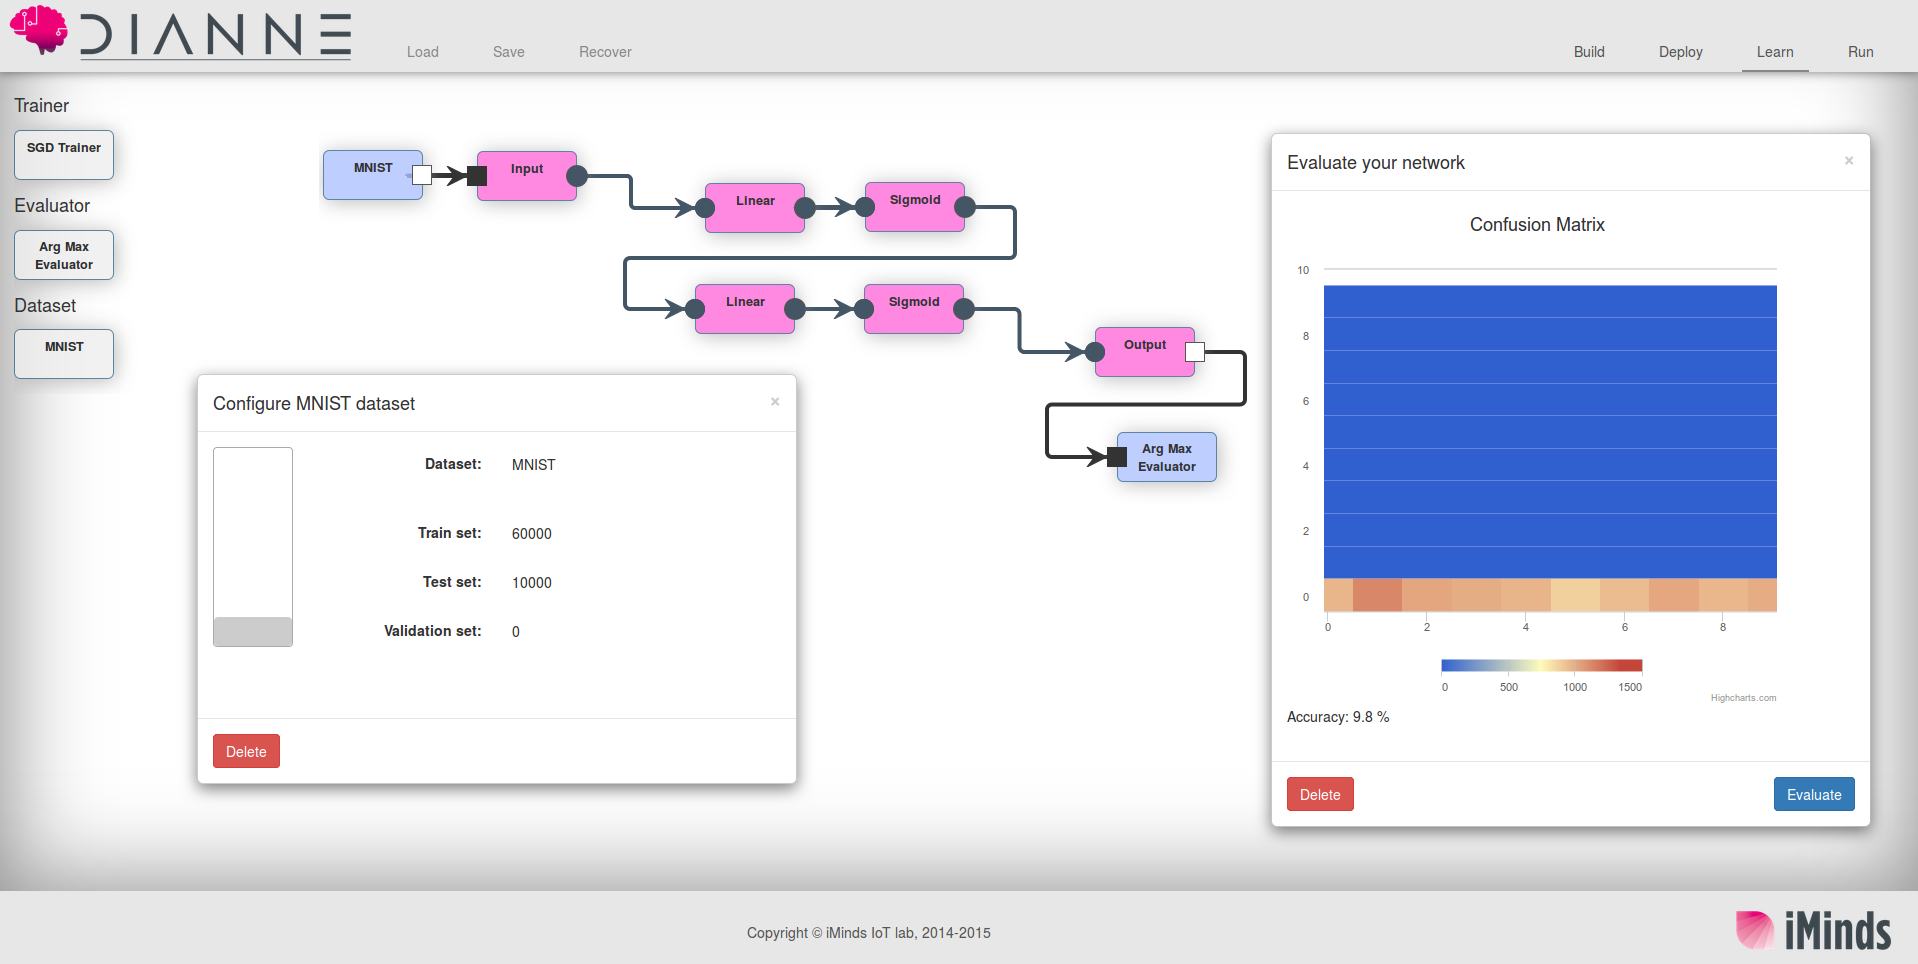 DIANNE
Load Save Recover
Build Deploy Learn Run
Trainer
SGD Trainer
Evaluator
Arg Max
Evaluator
Dataset
MNIST
MNIST
Input
Linear
Sigmoid
Linear
Sigmoid
Output
Arg Max
Evaluator
Configure MNIST dataset ×
Dataset: MNIST
Train set: 60000
Test set: 10000
Validation set: 0
Delete
Evaluate your network ×
Confusion Matrix
10
8
6
4
2
0
0 2 4 6 8
0 500 1000 1500
Highcharts.com
Accuracy: 9.8 %
Delete Evaluate
Copyright © iMinds IoT lab, 2014-2015
iMinds